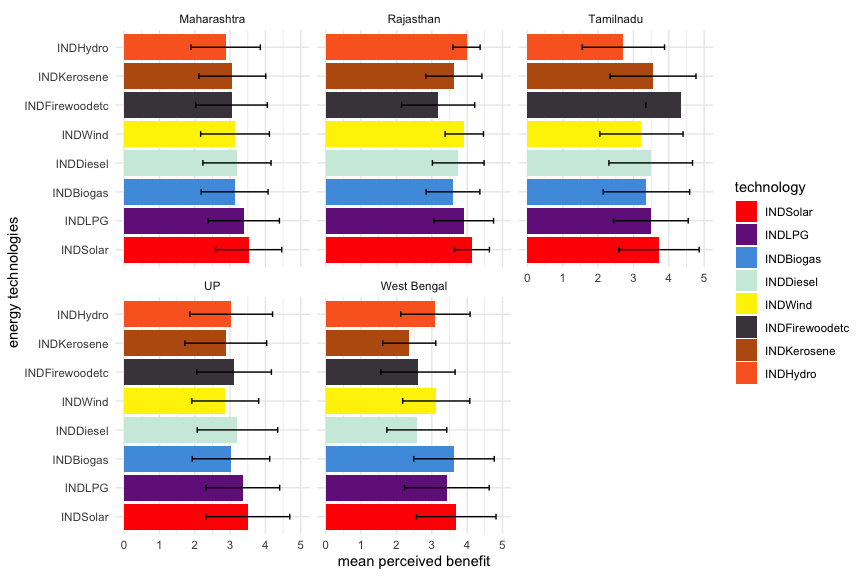 Maharashtra
Rajasthan
Tamilnadu
INDHydro
INDKerosene
INDFirewoodetc
INDWind
INDDiesel
INDBiogas
INDLPG
INDSolar
0 1 2 3 4 5
UP
West Bengal
INDHydro
INDKerosene
INDFirewoodetc
INDWind
INDDiesel
INDBiogas
INDLPG
INDSolar
0 1 2 3 4 5
0 1 2 3 4 5
mean perceived benefit
energy technologies
technology
INDSolar
INDLPG
INDBiogas
INDDiesel
INDWind
INDFirewoodetc
INDKerosene
INDHydro